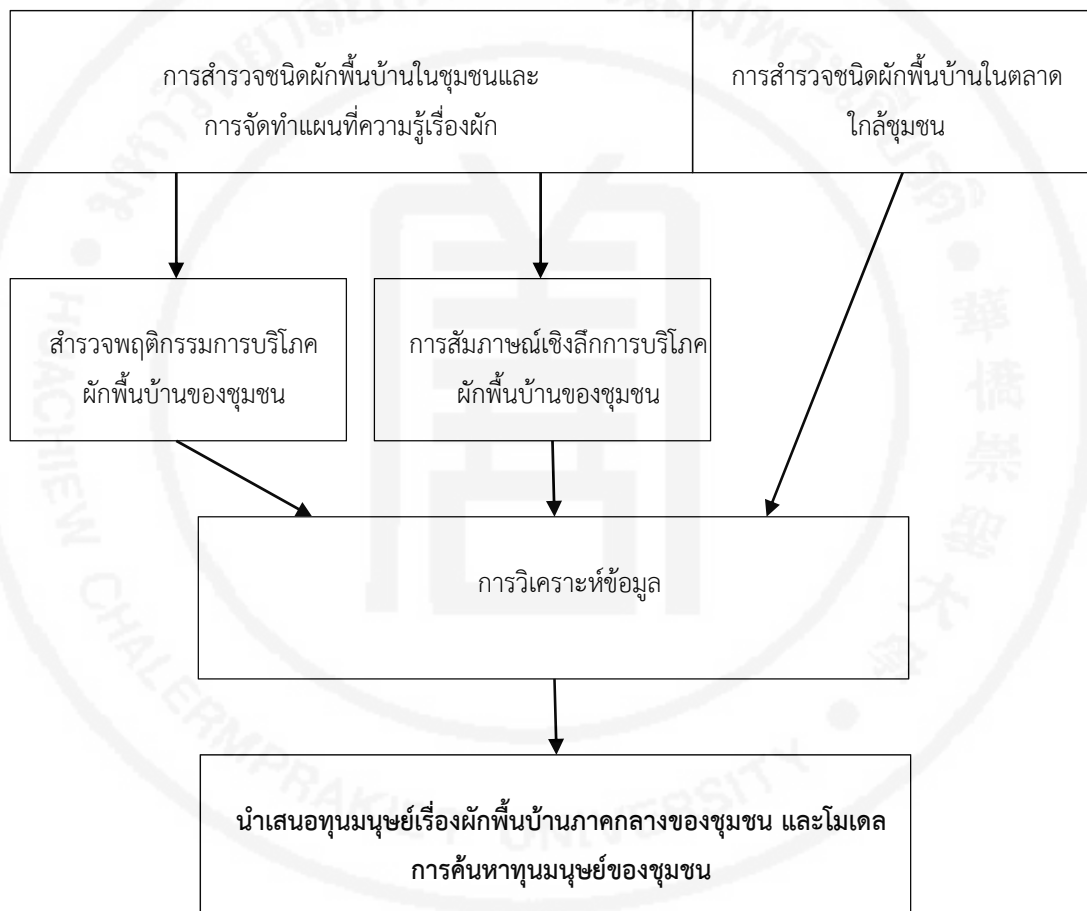 การสำรวจชนิดผักพื้นบ้านในชุมชนและ
การจัดทำแผนที่ความรู้เรื่องผัก
การสำรวจชนิดผักพื้นบ้านในตลาด
ใกล้ชุมชน
สำรวจพฤติกรรมการบริโภค
ผักพื้นบ้านของชุมชน
การสัมภาษณ์เชิงลึกการบริโภค
ผักพื้นบ้านของชุมชน
การวิเคราะห์ข้อมูล
นำเสนอทุนมนุษย์เรื่องผักพื้นบ้านภาคกลางของชุมชน และโมเดล
การค้นหาทุนมนุษย์ของชุมชน
HUACHIEW CHALERMPRAKIET UNIVERSITY
華僑崇聖大學